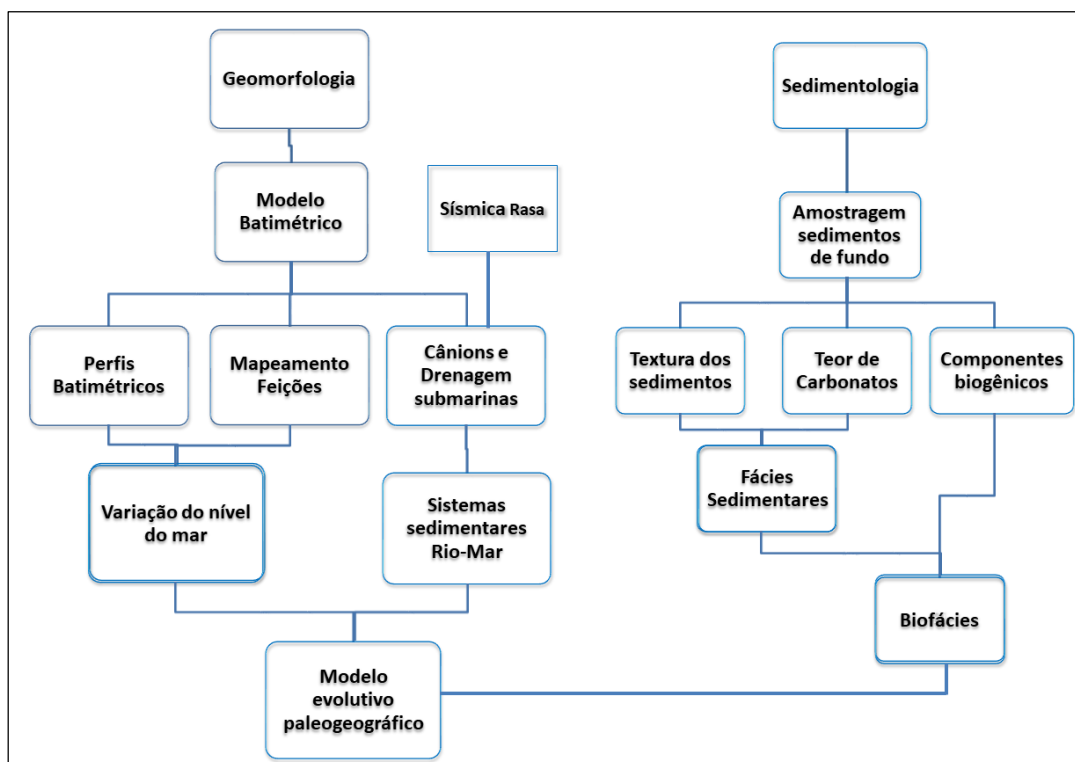 Geomorfologia
Sedimentologia
Modelo
Batimétrico
Sísmica Rasa
Amostragem
sedimentos
de fundo
Perfis
Batimétricos
Mapeamento
Feições
Cânions e
Drenagem
submarinas
Textura dos
sedimentos
Teor de
Carbonatos
Componentes
biogênicos
Variação do nível
do mar
Sistemas
sedimentares
Rio-Mar
Fácies
Sedimentares
Biofácies
Modelo
evolutivo
paleogeográfico